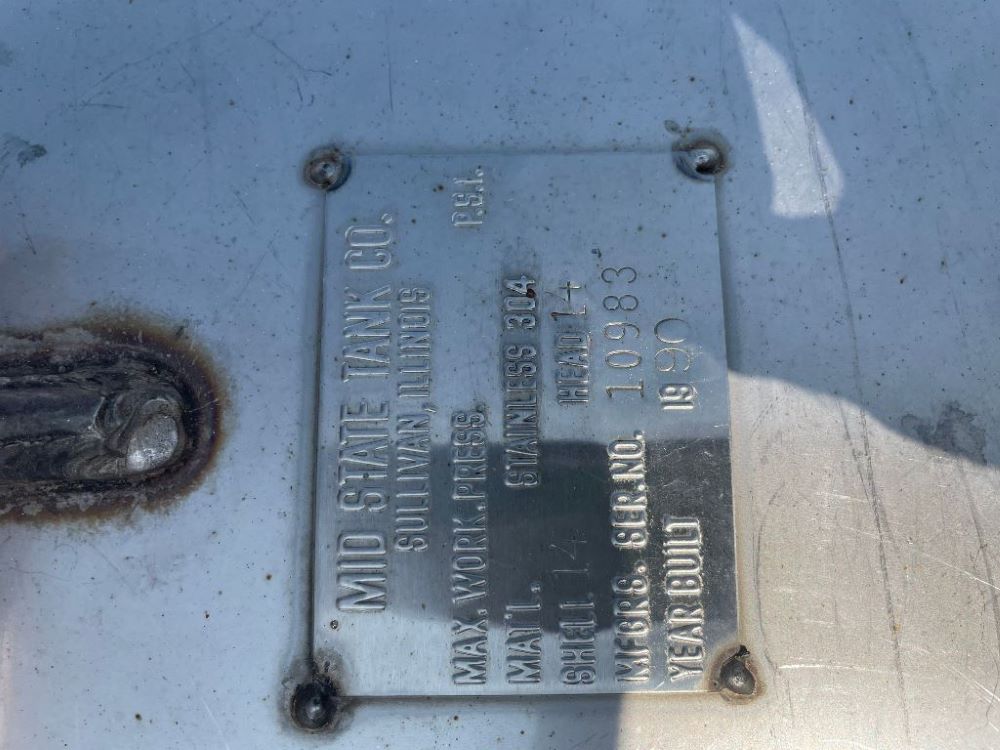 MID STATE TANK CO.
SULLIVAN, ILLINOIS
MAX. WORK. PRESS. P.S.I.
MAT'L. STAINLESS 304
SHELL 14 HEAD 14
MFGRS. SER. NO. 10983
YEAR BUILT 1990